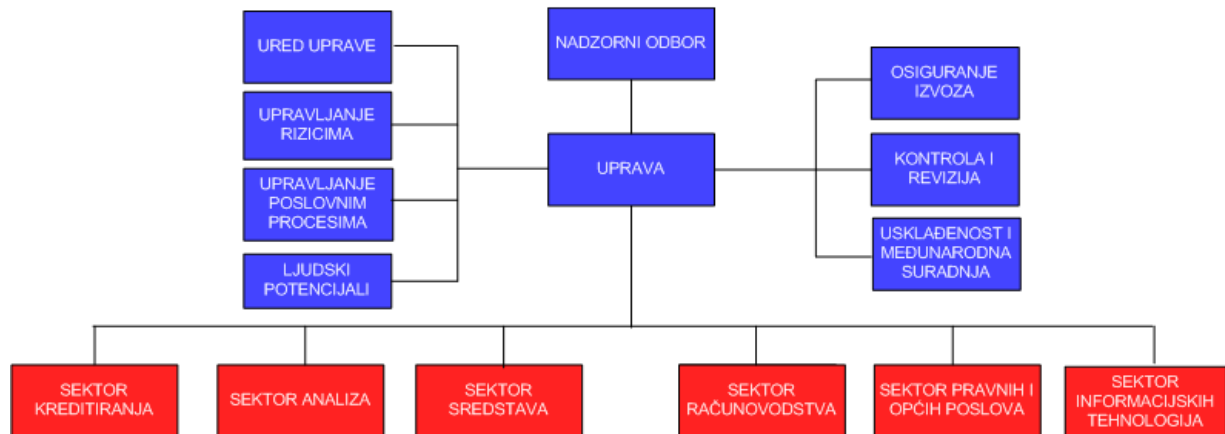 URED UPRAVE
NADZORNI ODBOR
OSIGURANJE
IZVOZA
UPRAVLJANJE
RIZICIMA
UPRAVA
KONTROLA I
REVIZIJA
UPRAVLJANJE
POSLOVNIM
PROCESIMA
USKLAĐENOST I
MEĐUNARODNA
SURADNJA
LJUDSKI
POTENCIJALI
SEKTOR
KREDITIRANJA
SEKTOR ANALIZA
SEKTOR
SREDSTAVA
SEKTOR
RAČUNOVODSTVA
SEKTOR PRAVNIH I
OPĆIH POSLOVA
SEKTOR
INFORMACIJSKIH
TEHNOLOGIJA